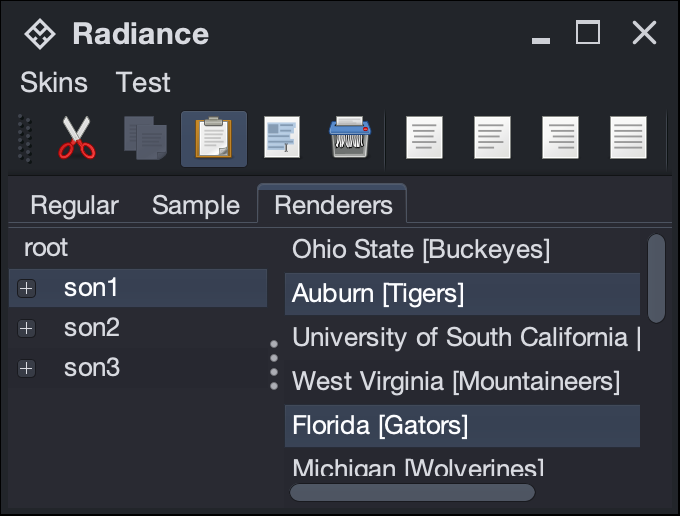 Radiance
Skins Test
Regular Sample Renderers
root
son1
son2
son3
Ohio State [Buckeyes]
Auburn [Tigers]
University of South California [
West Virginia [Mountaineers]
Florida [Gators]
Michigan [Wolverines]